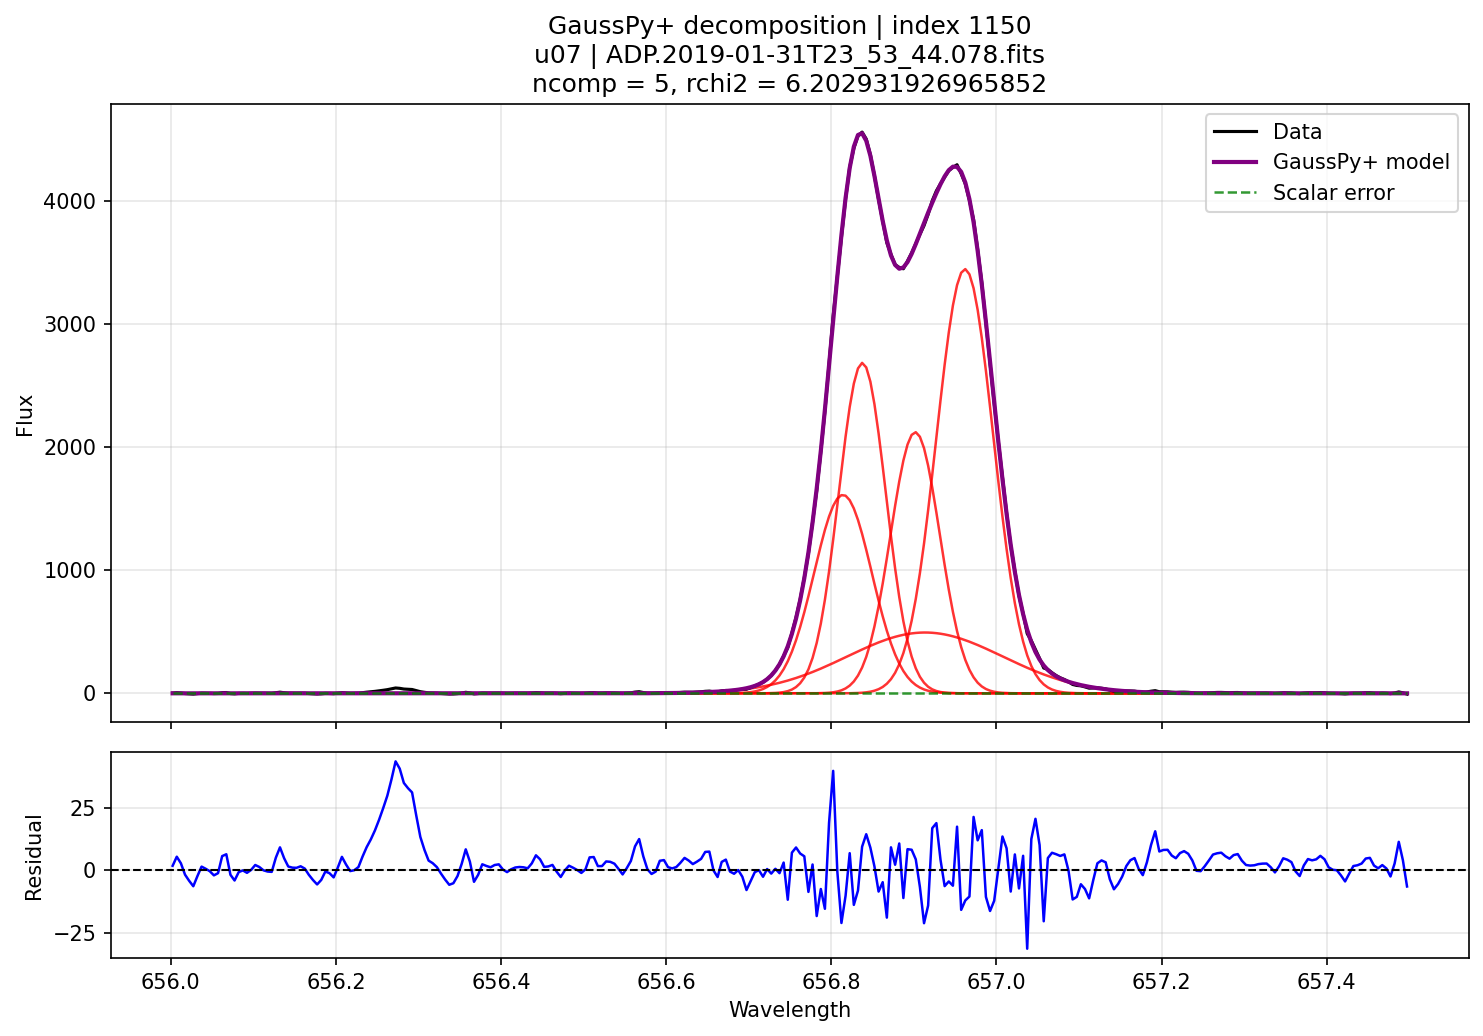 GaussPy+ decomposition | index 1150
u07 | ADP.2019-01-31T23_53_44.078.fits
ncomp = 5, rchi2 = 6.202931926965852
Data
GaussPy+ model
Scalar error
4000
3000
2000
1000
0
Flux
25
0
−25
Residual
656.0 656.2 656.4 656.6 656.8 657.0 657.2 657.4
Wavelength